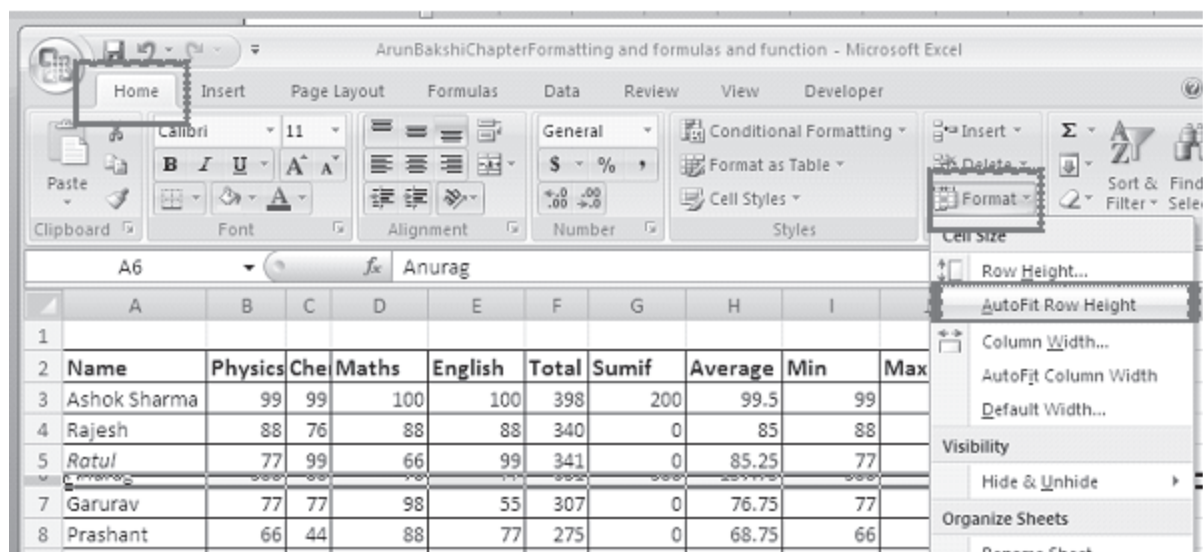 ArunBakshiChapterFormatting and formulas and function - Microsoft Excel
Home Insert Page Layout Formulas Data Review View Developer
Calibri 11 General Conditional Formatting Insert Σ
Paste B I U A A $ % , Format as Table Delete Sort & Filter Find
A .00 .0 .00 Cell Styles Format
Clipboard Font Alignment Number Styles
Cell Size
A6 fx Anurag
Row Height...
AutoFit Row Height
Column Width...
AutoFit Column Width
Default Width...
Visibility
Hide & Unhide
Organize Sheets
Rename Sheet
A B C D E F G H I
1
2 Name Physics Che Maths English Total Sumif Average Min Max
3 Ashok Sharma 99 99 100 100 398 200 99.5 99
4 Rajesh 88 76 88 88 340 0 85 88
5 Ratul 77 99 66 99 341 0 85.25 77
7 Garurav 77 77 98 55 307 0 76.75 77
8 Prashant 66 44 88 77 275 0 68.75 66